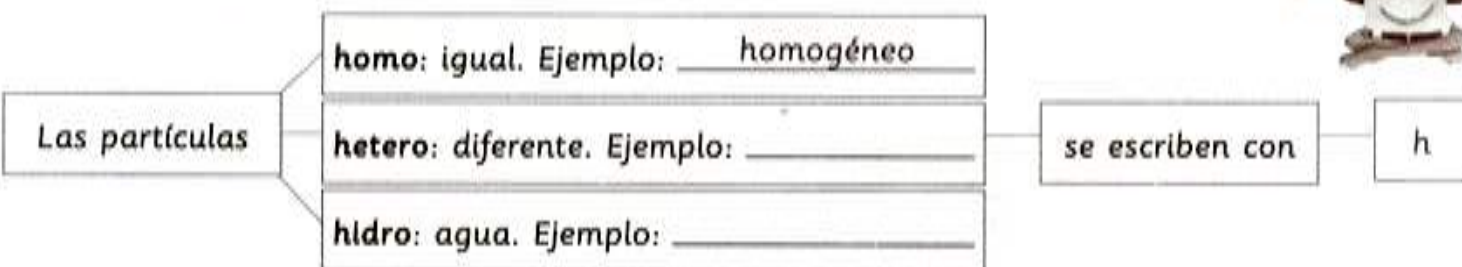 homo: igual. Ejemplo: homogéneo
Las partículas
hetero: diferente. Ejemplo:
se escriben con
h
hidro: agua. Ejemplo: